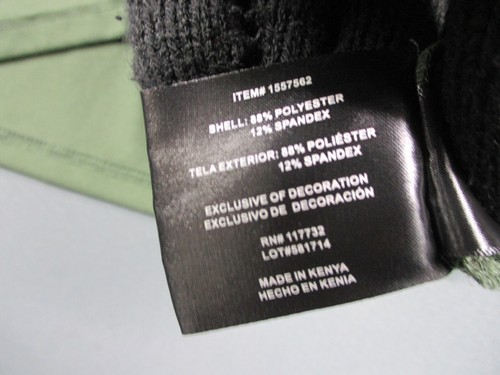 ITEM# 1557562
SHELL: 88% POLYESTER
12% SPANDEX
TELA EXTERIOR: 88% POLIÉSTER
12% SPANDEX
EXCLUSIVE OF DECORATION
EXCLUSIVO DE DECORACIÓN
RN# 117732
LOT#581714
MADE IN KENYA
HECHO EN KENIA